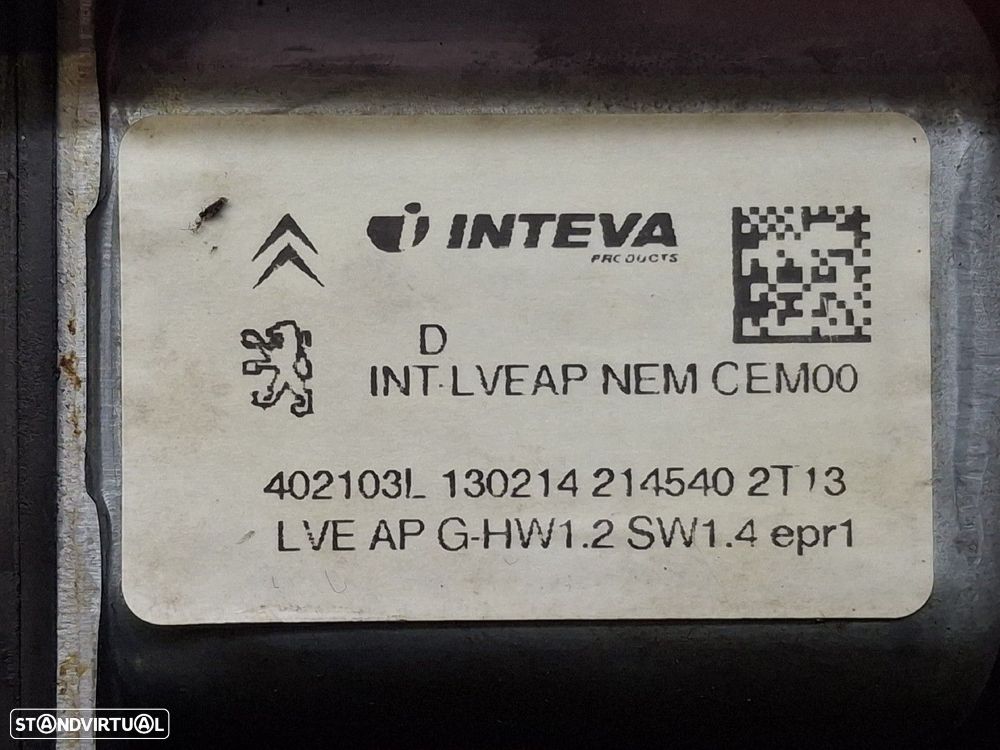 INTEVA
PRODUCTS
D
INT-LVEAP NEM CEM00
402103L 130214 214540 2T13
LVE AP G-HW1.2 SW1.4 epr1
STANDVIRTUAL